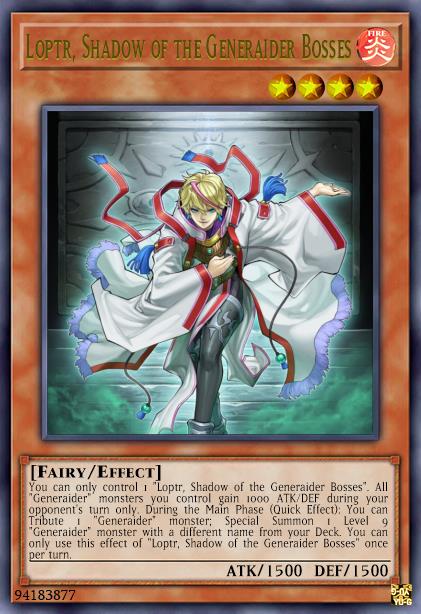 Loptr, Shadow of the Generaider Bosses
FIRE
炎
[Fairy/Effect]
You can only control 1 "Loptr, Shadow of the Generaider Bosses". All
"Generaider" monsters you control gain 1000 ATK/DEF during your
opponent's turn only. During the Main Phase (Quick Effect): You can
Tribute 1 "Generaider" monster; Special Summon 1 Level 9
"Generaider" monster with a different name from your Deck. You can
only use this effect of "Loptr, Shadow of the Generaider Bosses" once
per turn.
ATK/1500 DEF/1500
94183877